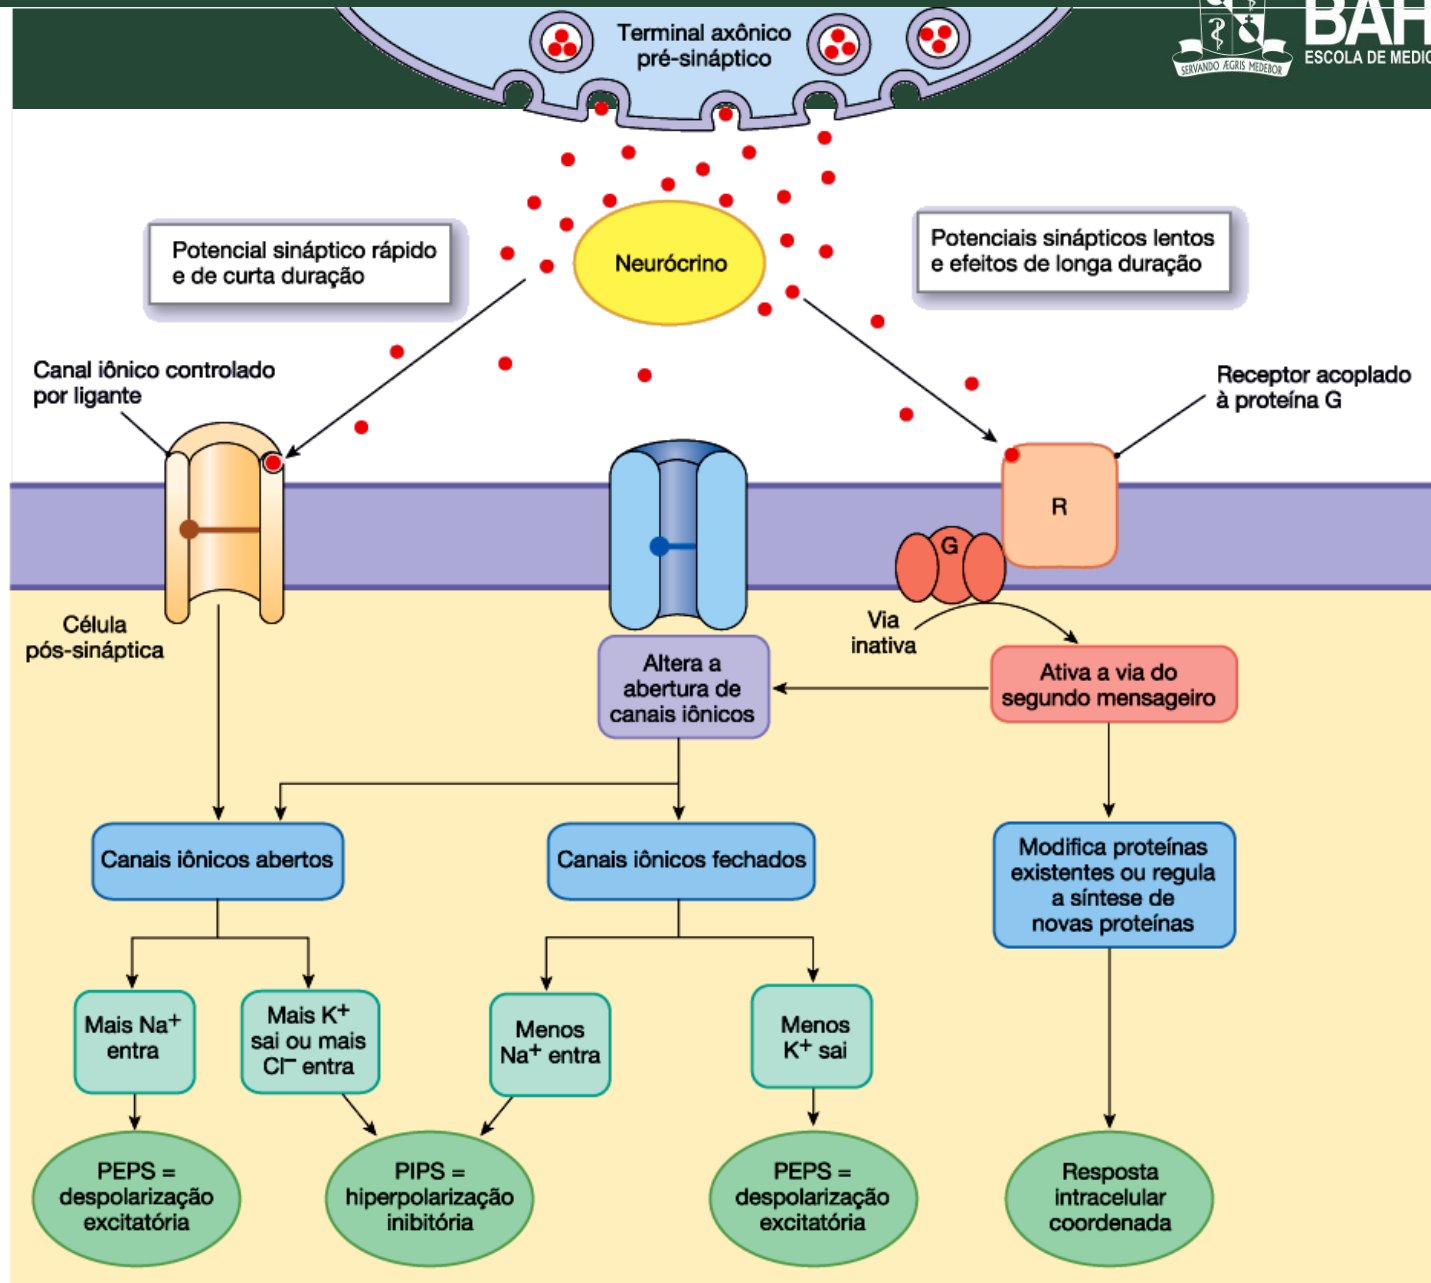 Terminal axônico
pré-sináptico
SERVANDO ÆGRIS MEDEBOR
BAH
ESCOLA DE MEDIC
Potencial sináptico rápido
e de curta duração
Neurócrino
Potenciais sinápticos lentos
e efeitos de longa duração
Canal iônico controlado
por ligante
Receptor acoplado
à proteína G
R
G
Célula
pós-sináptica
Via
inativa
Altera a
abertura de
canais iônicos
Ativa a via do
segundo mensageiro
Canais iônicos abertos
Canais iônicos fechados
Modifica proteínas
existentes ou regula
a síntese de
novas proteínas
Mais Na⁺
entra
Mais K⁺
sai ou mais
Cl⁻ entra
Menos
Na⁺ entra
Menos
K⁺ sai
PEPS =
despolarização
excitatória
PIPS =
hiperpolarização
inibitória
PEPS =
despolarização
excitatória
Resposta
intracelular
coordenada